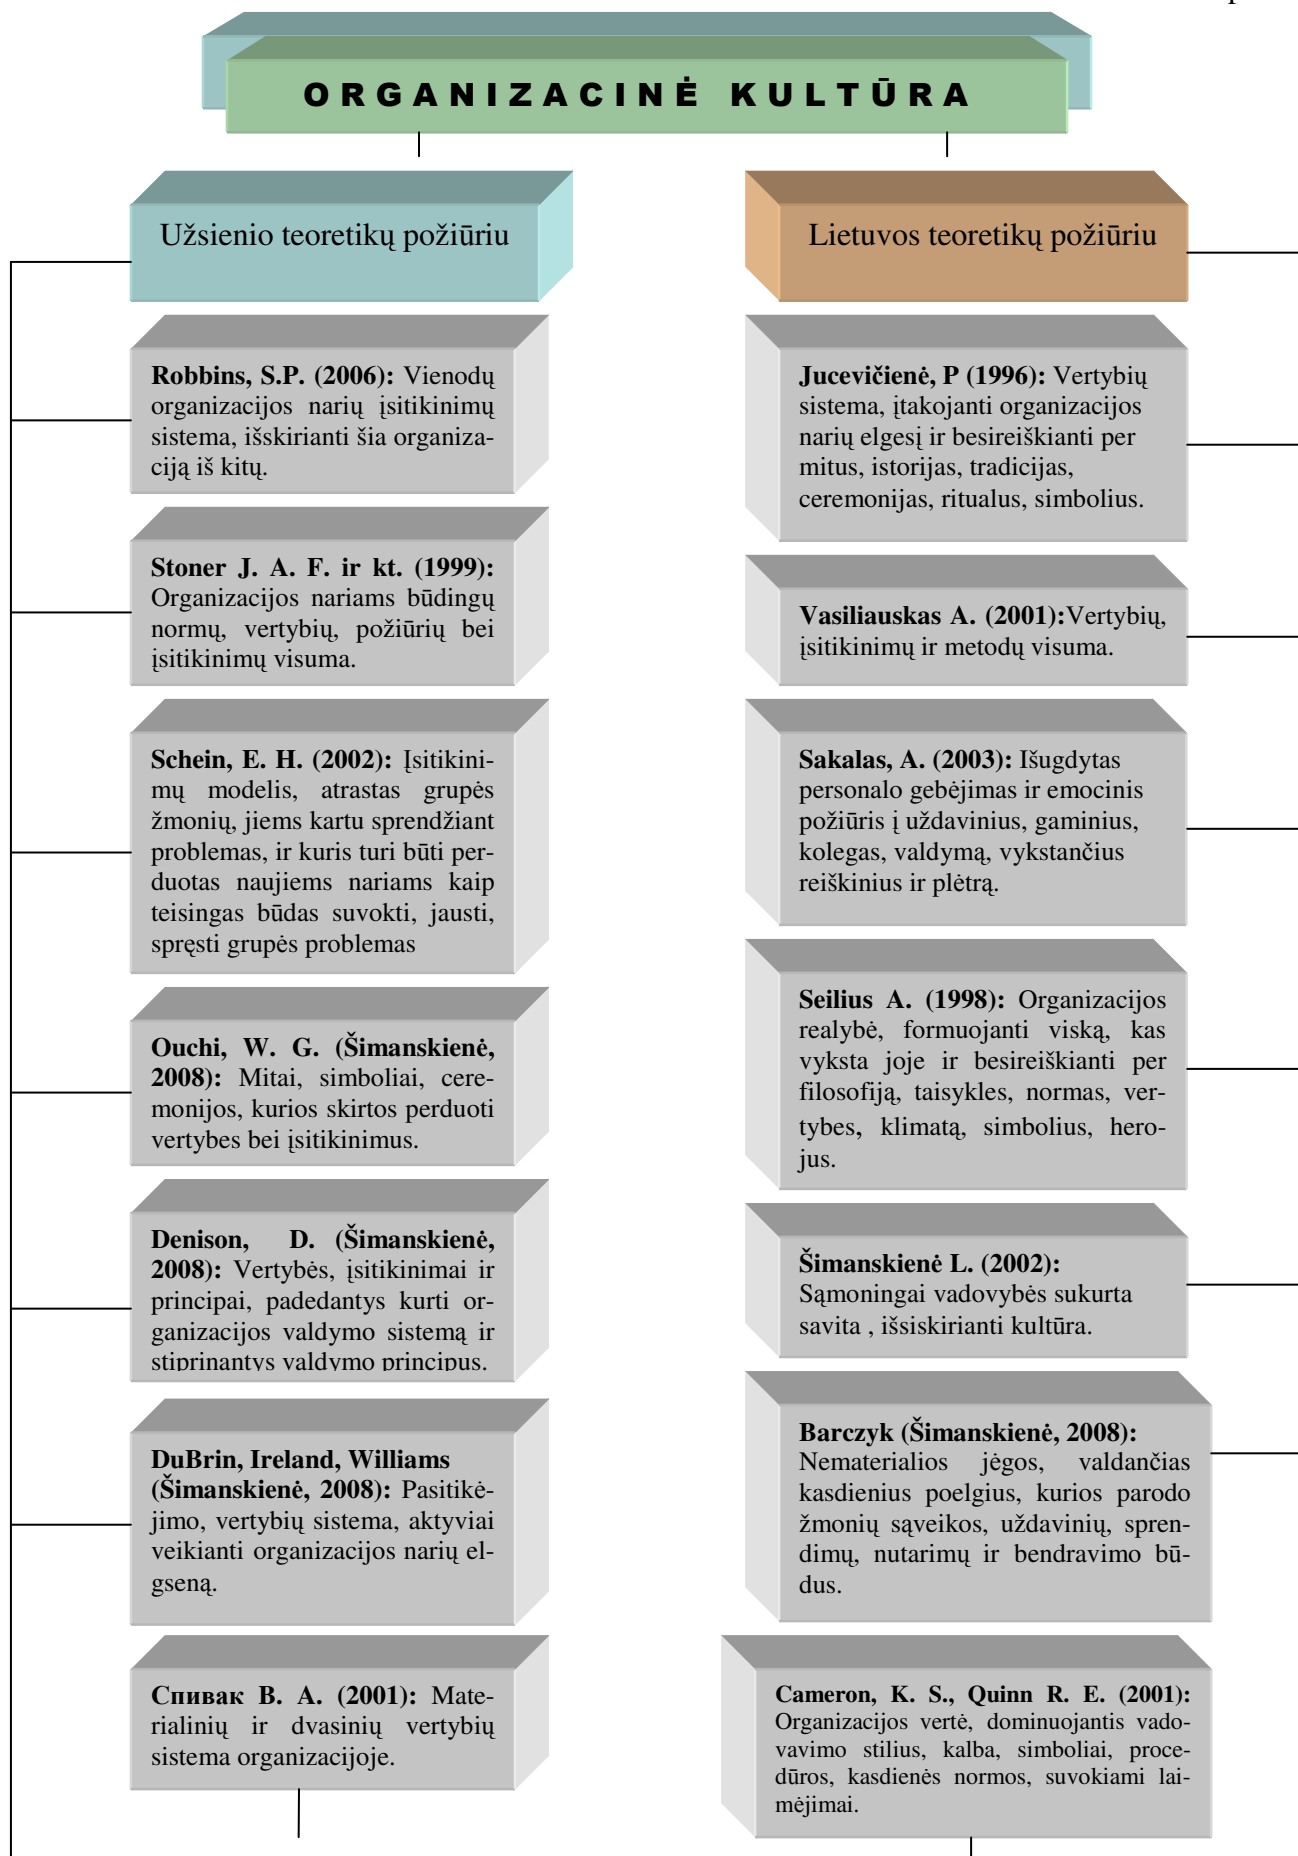 p
ORGANIZACINĖ KULTŪRA
Užsienio teoretikų požiūriu
Robbins, S.P. (2006): Vienodų
organizacijos narių įsitikinimų
sistema, išskirianti šia organiza-
ciją iš kitų.
Stoner J. A. F. ir kt. (1999):
Organizacijos nariams būdingų
normų, vertybių, požiūrių bei
įsitikinimų visuma.
Schein, E. H. (2002): Įsitikini-
mų modelis, atrastas grupės
žmonių, jiems kartu sprendžiant
problemas, ir kuris turi būti per-
duotas naujiems nariams kaip
teisingas būdas suvokti, jausti,
spręsti grupės problemas
Ouchi, W. G. (Šimanskienė,
2008): Mitai, simboliai, cere-
monijos, kurios skirtos perduoti
vertybes bei įsitikinimus.
Denison, D. (Šimanskienė,
2008): Vertybės, įsitikinimai ir
principai, padedantys kurti or-
ganizacijos valdymo sistemą ir
stiprinantys valdymo principus.
DuBrin, Ireland, Williams
(Šimanskienė, 2008): Pasitikė-
jimo, vertybių sistema, aktyviai
veikianti organizacijos narių el-
gseną.
Спивак В. А. (2001): Mate-
rialinių ir dvasinių vertybių
sistema organizacijoje.
Lietuvos teoretikų požiūriu
Jucevičienė, P (1996): Vertybių
sistema, įtakojanti organizacijos
narių elgesį ir besireiškianti per
mitus, istorijas, tradicijas,
ceremonijas, ritualus, simbolius.
Vasiliauskas A. (2001):Vertybių,
įsitikinimų ir metodų visuma.
Sakalas, A. (2003): Išugdytas
personalo gebėjimas ir emocinis
požiūris į uždavinius, gaminius,
kolegas, valdymą, vykstančius
reiškinius ir plėtrą.
Seilius A. (1998): Organizacijos
realybė, formuojanti viską, kas
vyksta joje ir besireiškianti per
filosofiją, taisykles, normas, ver-
tybes, klimatą, simbolius, hero-
jus.
Šimanskienė L. (2002):
Sąmoningai vadovybės sukurta
savita , išsiskirianti kultūra.
Barczyk (Šimanskienė, 2008):
Nematerialios jėgos, valdančias
kasdienius poelgius, kurios parodo
žmonių sąveikos, uždavinių, spren-
dimų, nutarimų ir bendravimo bū-
dus.
Cameron, K. S., Quinn R. E. (2001):
Organizacijos vertė, dominuojantis vado-
vavimo stilius, kalba, simboliai, proce-
dūros, kasdienės normos, suvokiami lai-
mėjimai.